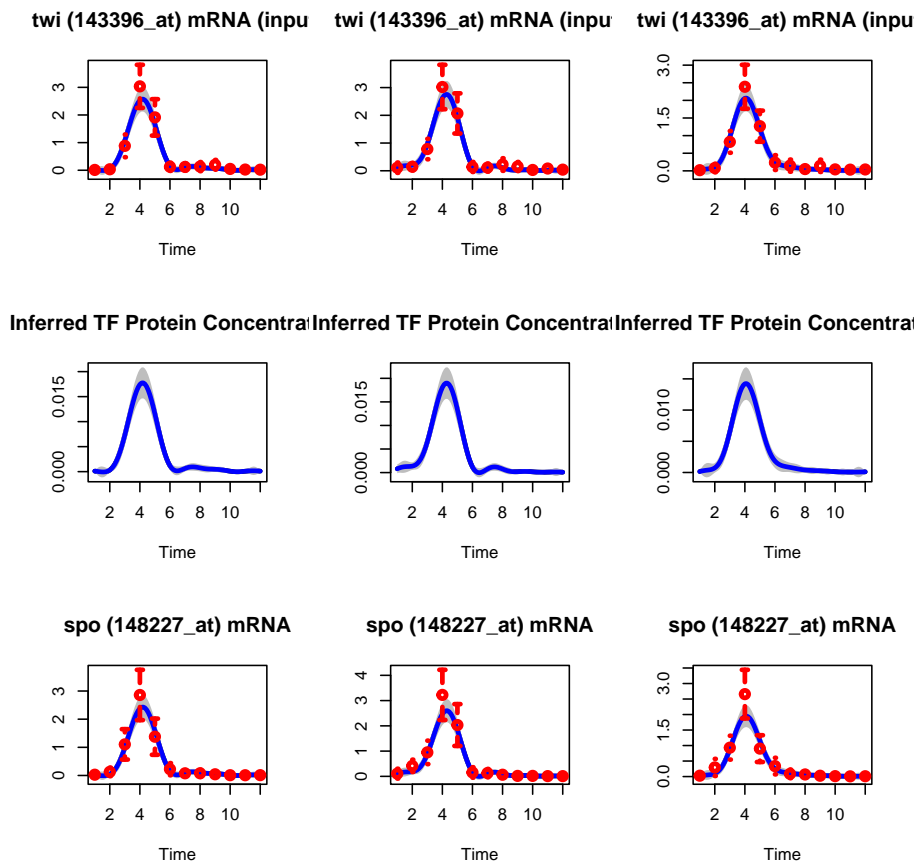 twi (143396_at) mRNA (inpu
twi (143396_at) mRNA (inpu
twi (143396_at) mRNA (inpu
3
2
1
0
2 4 6 8 10
Time
3
2
1
0
2 4 6 8 10
Time
3.0
1.5
0.0
2 4 6 8 10
Time
Inferred TF Protein Concentrat
Inferred TF Protein Concentrat
Inferred TF Protein Concentrat
0.015
0.000
2 4 6 8 10
Time
0.015
0.000
2 4 6 8 10
Time
0.010
0.000
2 4 6 8 10
Time
spo (148227_at) mRNA
spo (148227_at) mRNA
spo (148227_at) mRNA
3
2
1
0
2 4 6 8 10
Time
4
3
2
1
0
2 4 6 8 10
Time
3.0
1.5
0.0
2 4 6 8 10
Time